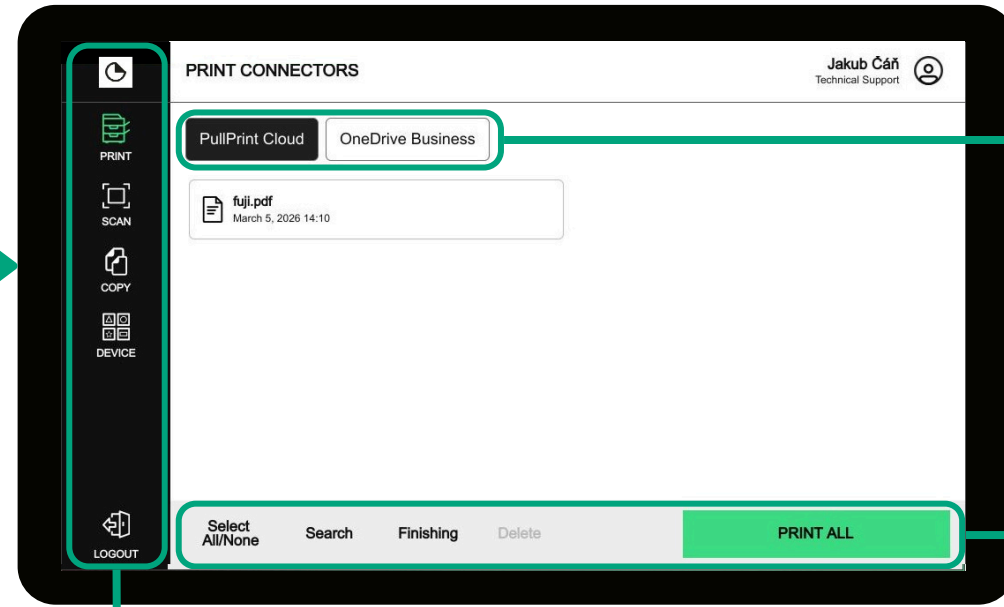 PRINT CONNECTORS
Jakub Čáň
Technical Support
PRINT
SCAN
COPY
DEVICE
LOGOUT
PullPrint Cloud
OneDrive Business
fuji.pdf
March 5, 2026 14:10
Select
All/None
Search
Finishing
Delete
PRINT ALL